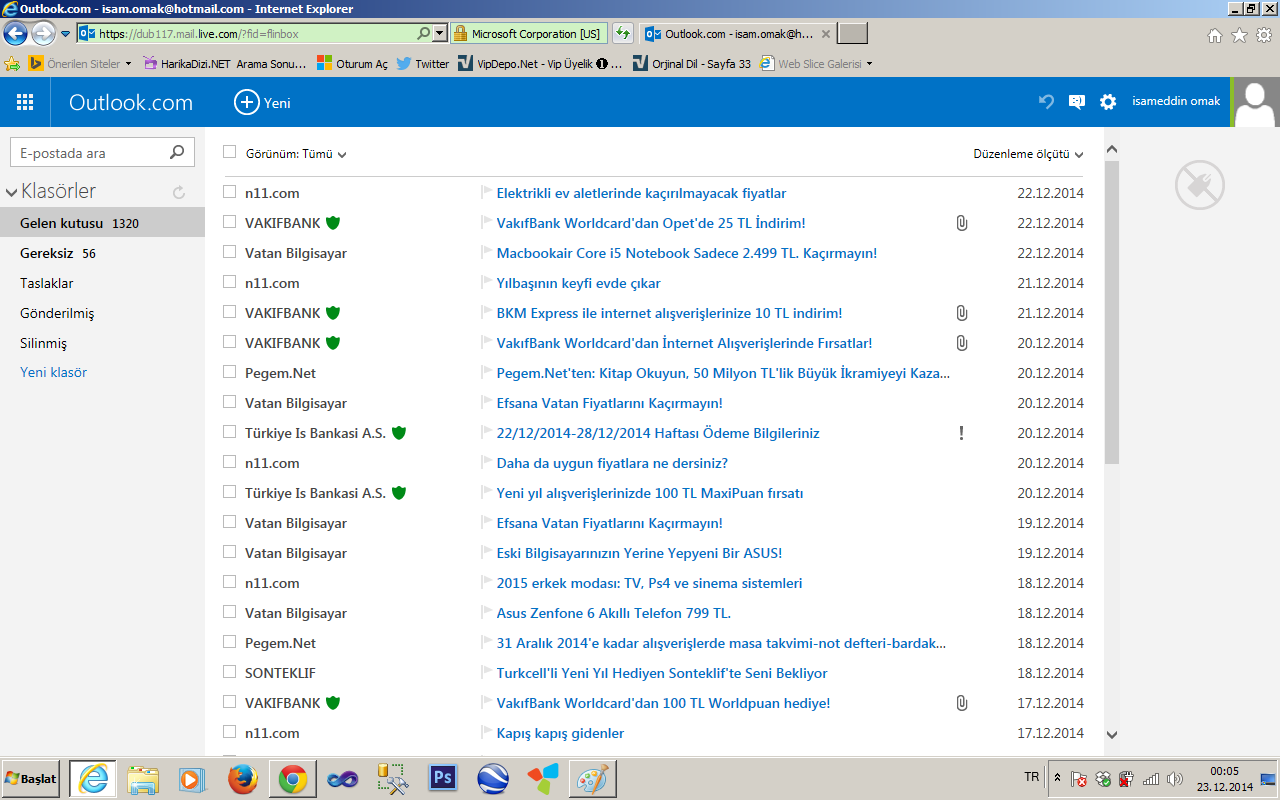 Outlook.com - isam.omak@hotmail.com - Internet Explorer
https://dub117.mail.live.com/?fid=flinbox
Microsoft Corporation [US]
Outlook.com - isam.omak@h...
Önerilen Siteler
HarikaDizi.NET Arama Sonu...
Oturum Aç
Twitter
VipDepo.Net - Vip Üyelik ❶ ...
Orjinal Dil - Sayfa 33
Web Slice Galerisi
Outlook.com
Yeni
isameddin omak
E-postada ara
Klasörler
Gelen kutusu 1320
Gereksiz 56
Taslaklar
Gönderilmiş
Silinmiş
Yeni klasör
Görünüm: Tümü
Düzenleme ölçütü
n11.com Elektrikli ev aletlerinde kaçırılmayacak fiyatlar 22.12.2014
VAKIFBANK VakıfBank Worldcard'dan Opet'de 25 TL İndirim! 22.12.2014
Vatan Bilgisayar Macbookair Core i5 Notebook Sadece 2.499 TL. Kaçırmayın! 22.12.2014
n11.com Yılbaşının keyfi evde çıkar 21.12.2014
VAKIFBANK BKM Express ile internet alışverişlerinize 10 TL indirim! 21.12.2014
VAKIFBANK VakıfBank Worldcard'dan İnternet Alışverişlerinde Fırsatlar! 20.12.2014
Pegem.Net Pegem.Net'ten: Kitap Okuyun, 50 Milyon TL'lik Büyük İkramiyeyi Kaza... 20.12.2014
Vatan Bilgisayar Efsana Vatan Fiyatlarını Kaçırmayın! 20.12.2014
Türkiye Is Bankasi A.S. 22/12/2014-28/12/2014 Haftası Ödeme Bilgileriniz ! 20.12.2014
n11.com Daha da uygun fiyatlara ne dersiniz? 20.12.2014
Türkiye Is Bankasi A.S. Yeni yıl alışverişlerinizde 100 TL MaxiPuan fırsatı 20.12.2014
Vatan Bilgisayar Efsana Vatan Fiyatlarını Kaçırmayın! 19.12.2014
Vatan Bilgisayar Eski Bilgisayarınızın Yerine Yepyeni Bir ASUS! 19.12.2014
n11.com 2015 erkek modası: TV, Ps4 ve sinema sistemleri 18.12.2014
Vatan Bilgisayar Asus Zenfone 6 Akıllı Telefon 799 TL. 18.12.2014
Pegem.Net 31 Aralık 2014'e kadar alışverişlerde masa takvimi-not defteri-bardak... 18.12.2014
SONTEKLIF Turkcell'li Yeni Yıl Hediyen Sonteklif'te Seni Bekliyor 18.12.2014
VAKIFBANK VakıfBank Worldcard'dan 100 TL Worldpuan hediye! 17.12.2014
n11.com Kapış kapış gidenler 17.12.2014
Başlat
Ps
TR
00:05
23.12.2014